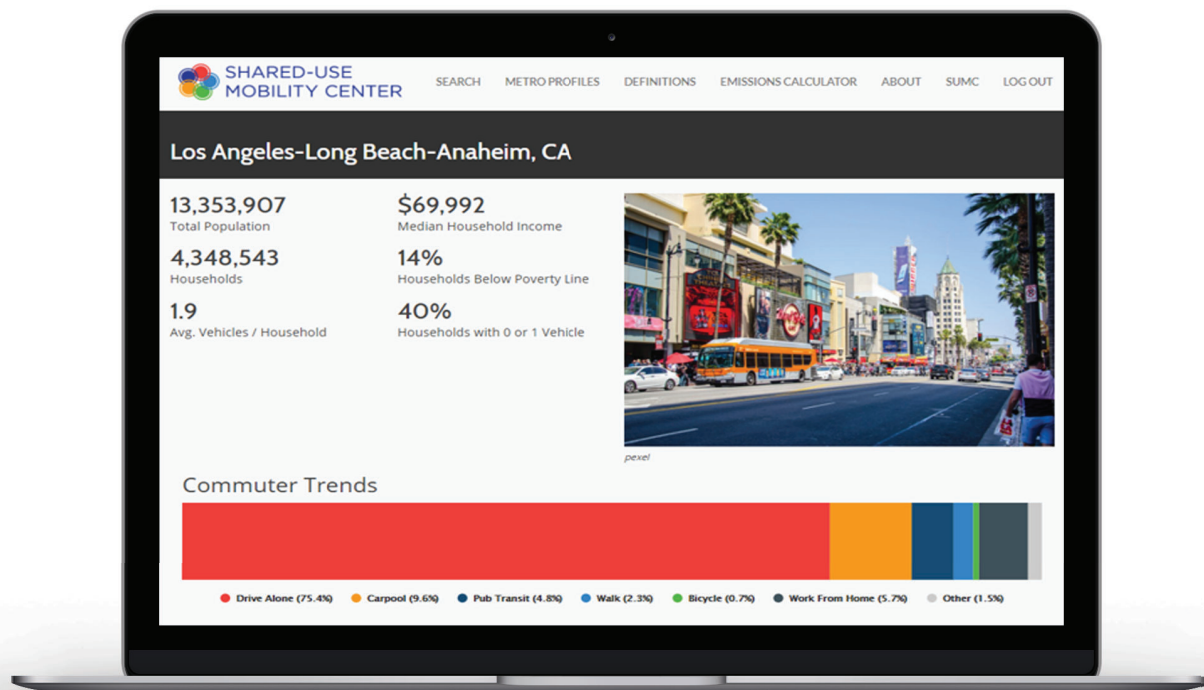 SHARED-USE
MOBILITY CENTER
SEARCH
METRO PROFILES
DEFINITIONS
EMISSIONS CALCULATOR
ABOUT
SUMC
LOG OUT
Los Angeles-Long Beach-Anaheim, CA
13,353,907
Total Population
$69,992
Median Household Income
4,348,543
Households
14%
Households Below Poverty Line
1.9
Avg. Vehicles / Household
40%
Households with 0 or 1 Vehicle
pexel
Commuter Trends
Drive Alone (75.4%)
Carpool (9.6%)
Pub Transit (4.8%)
Walk (2.3%)
Bicycle (0.7%)
Work From Home (5.7%)
Other (1.5%)